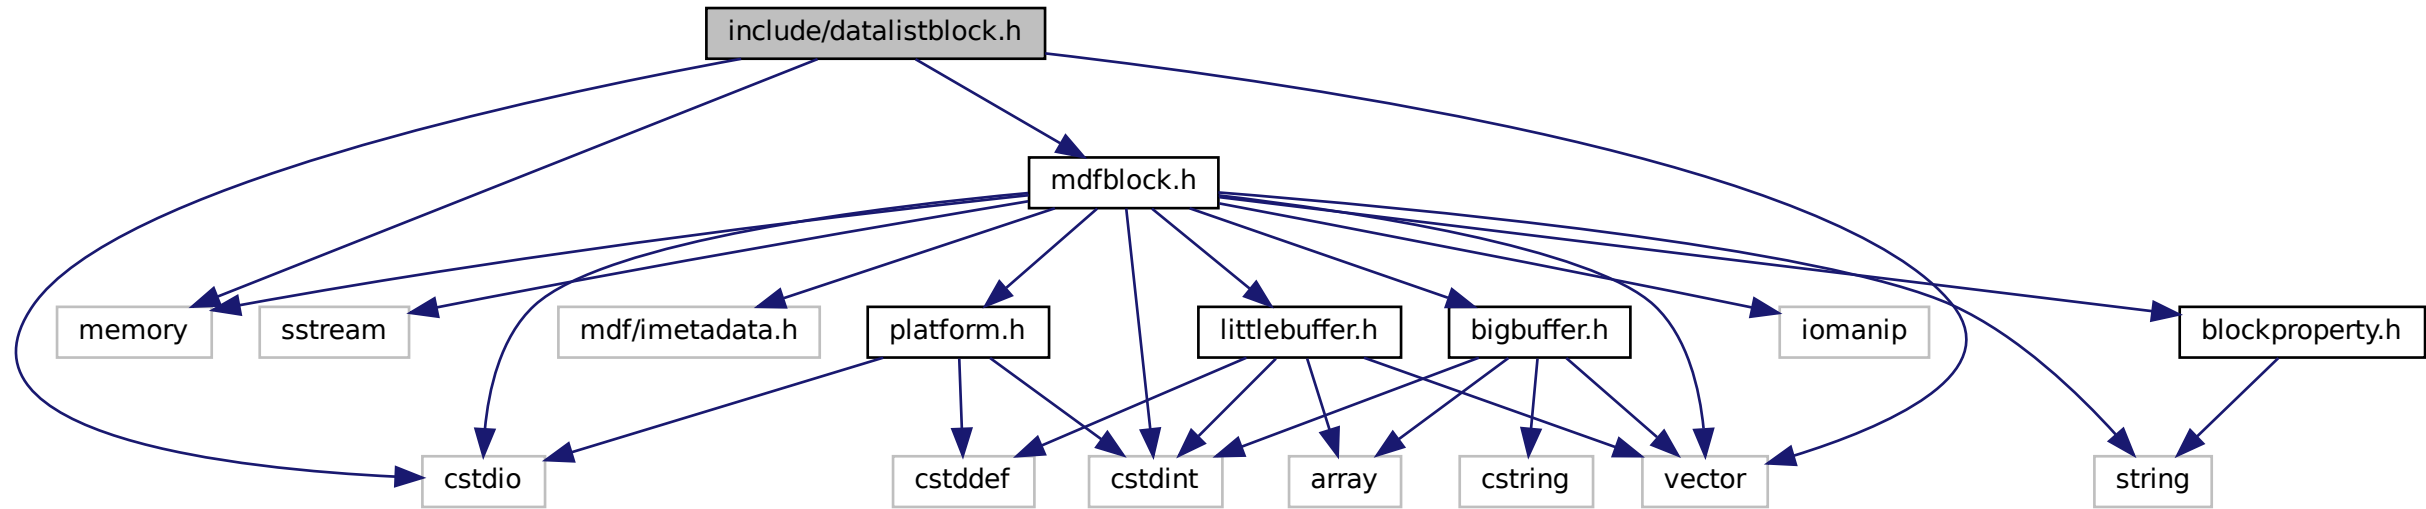 include/datalistblock.h
mdfblock.h
memory
sstream
mdf/imetadata.h
platform.h
littlebuffer.h
bigbuffer.h
iomanip
blockproperty.h
cstdio
cstddef
cstdint
array
cstring
vector
string